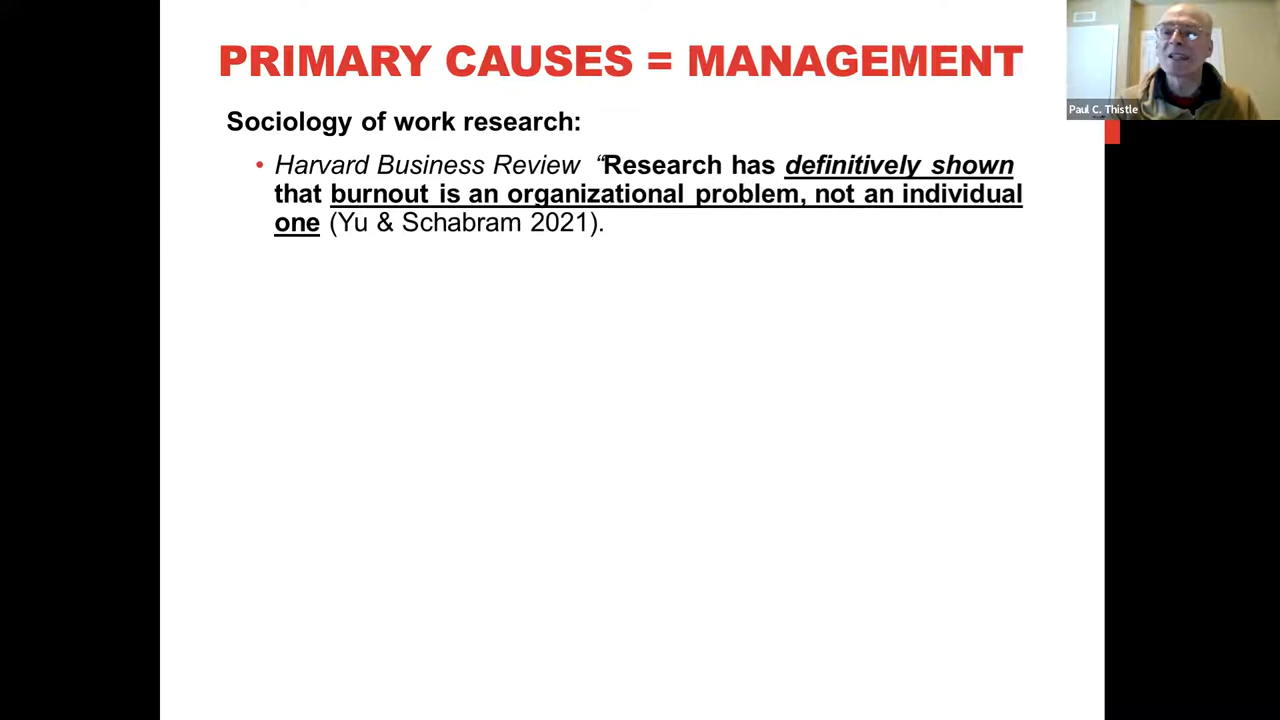 PRIMARY CAUSES = MANAGEMENT
Paul C. Thistle
Sociology of work research:
• Harvard Business Review “Research has definitively shown
that burnout is an organizational problem, not an individual
one (Yu & Schabram 2021).